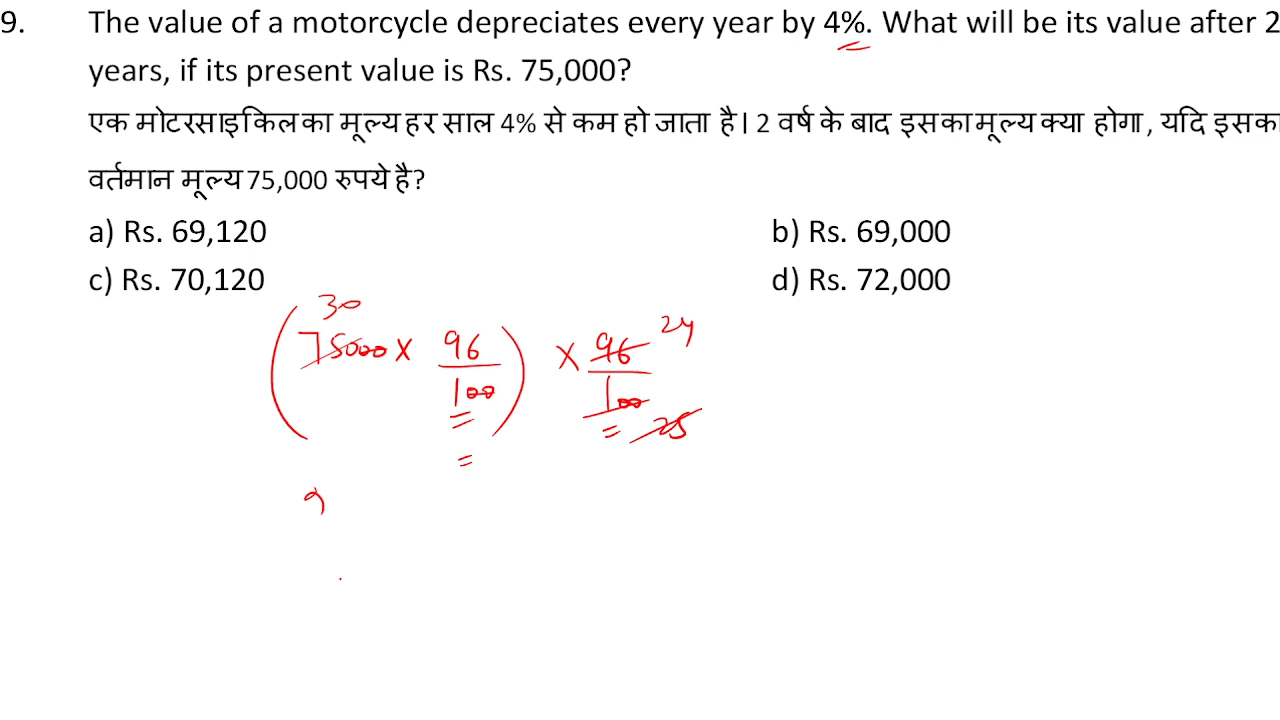 9. The value of a motorcycle depreciates every year by 4%. What will be its value after 2
years, if its present value is Rs. 75,000?
एक मोटरसाइकिल का मूल्य हर साल 4% से कम हो जाता है। 2 वर्ष के बाद इसका मूल्य क्या होगा, यदि इसका
वर्तमान मूल्य 75,000 रुपये है?
a) Rs. 69,120 b) Rs. 69,000
c) Rs. 70,120 d) Rs. 72,000
30
(75000 × 96/100) × 96/100 24
= = 25
=
9